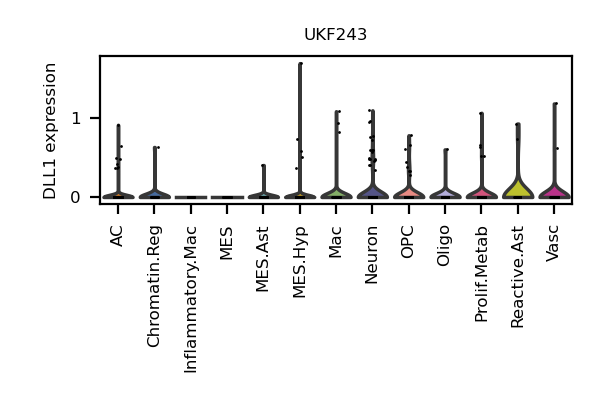 UKF243
DLL1 expression
1
0
AC
Chromatin.Reg
Inflammatory.Mac
MES
MES.Ast
MES.Hyp
Mac
Neuron
OPC
Oligo
Prolif.Metab
Reactive.Ast
Vasc